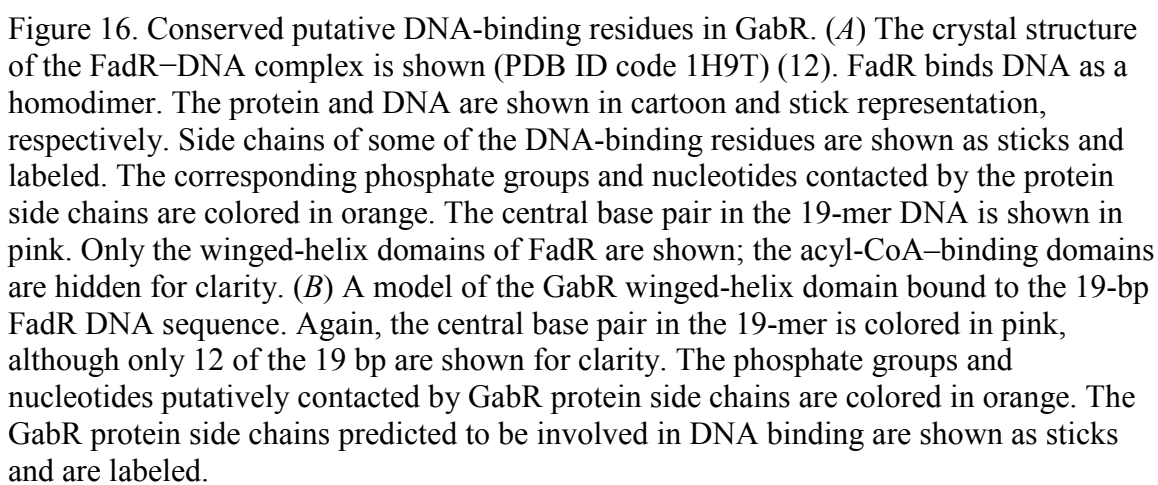 Figure 16. Conserved putative DNA-binding residues in GabR. (A) The crystal structure
of the FadR−DNA complex is shown (PDB ID code 1H9T) (12). FadR binds DNA as a
homodimer. The protein and DNA are shown in cartoon and stick representation,
respectively. Side chains of some of the DNA-binding residues are shown as sticks and
labeled. The corresponding phosphate groups and nucleotides contacted by the protein
side chains are colored in orange. The central base pair in the 19-mer DNA is shown in
pink. Only the winged-helix domains of FadR are shown; the acyl-CoA–binding domains
are hidden for clarity. (B) A model of the GabR winged-helix domain bound to the 19-bp
FadR DNA sequence. Again, the central base pair in the 19-mer is colored in pink,
although only 12 of the 19 bp are shown for clarity. The phosphate groups and
nucleotides putatively contacted by GabR protein side chains are colored in orange. The
GabR protein side chains predicted to be involved in DNA binding are shown as sticks
and are labeled.